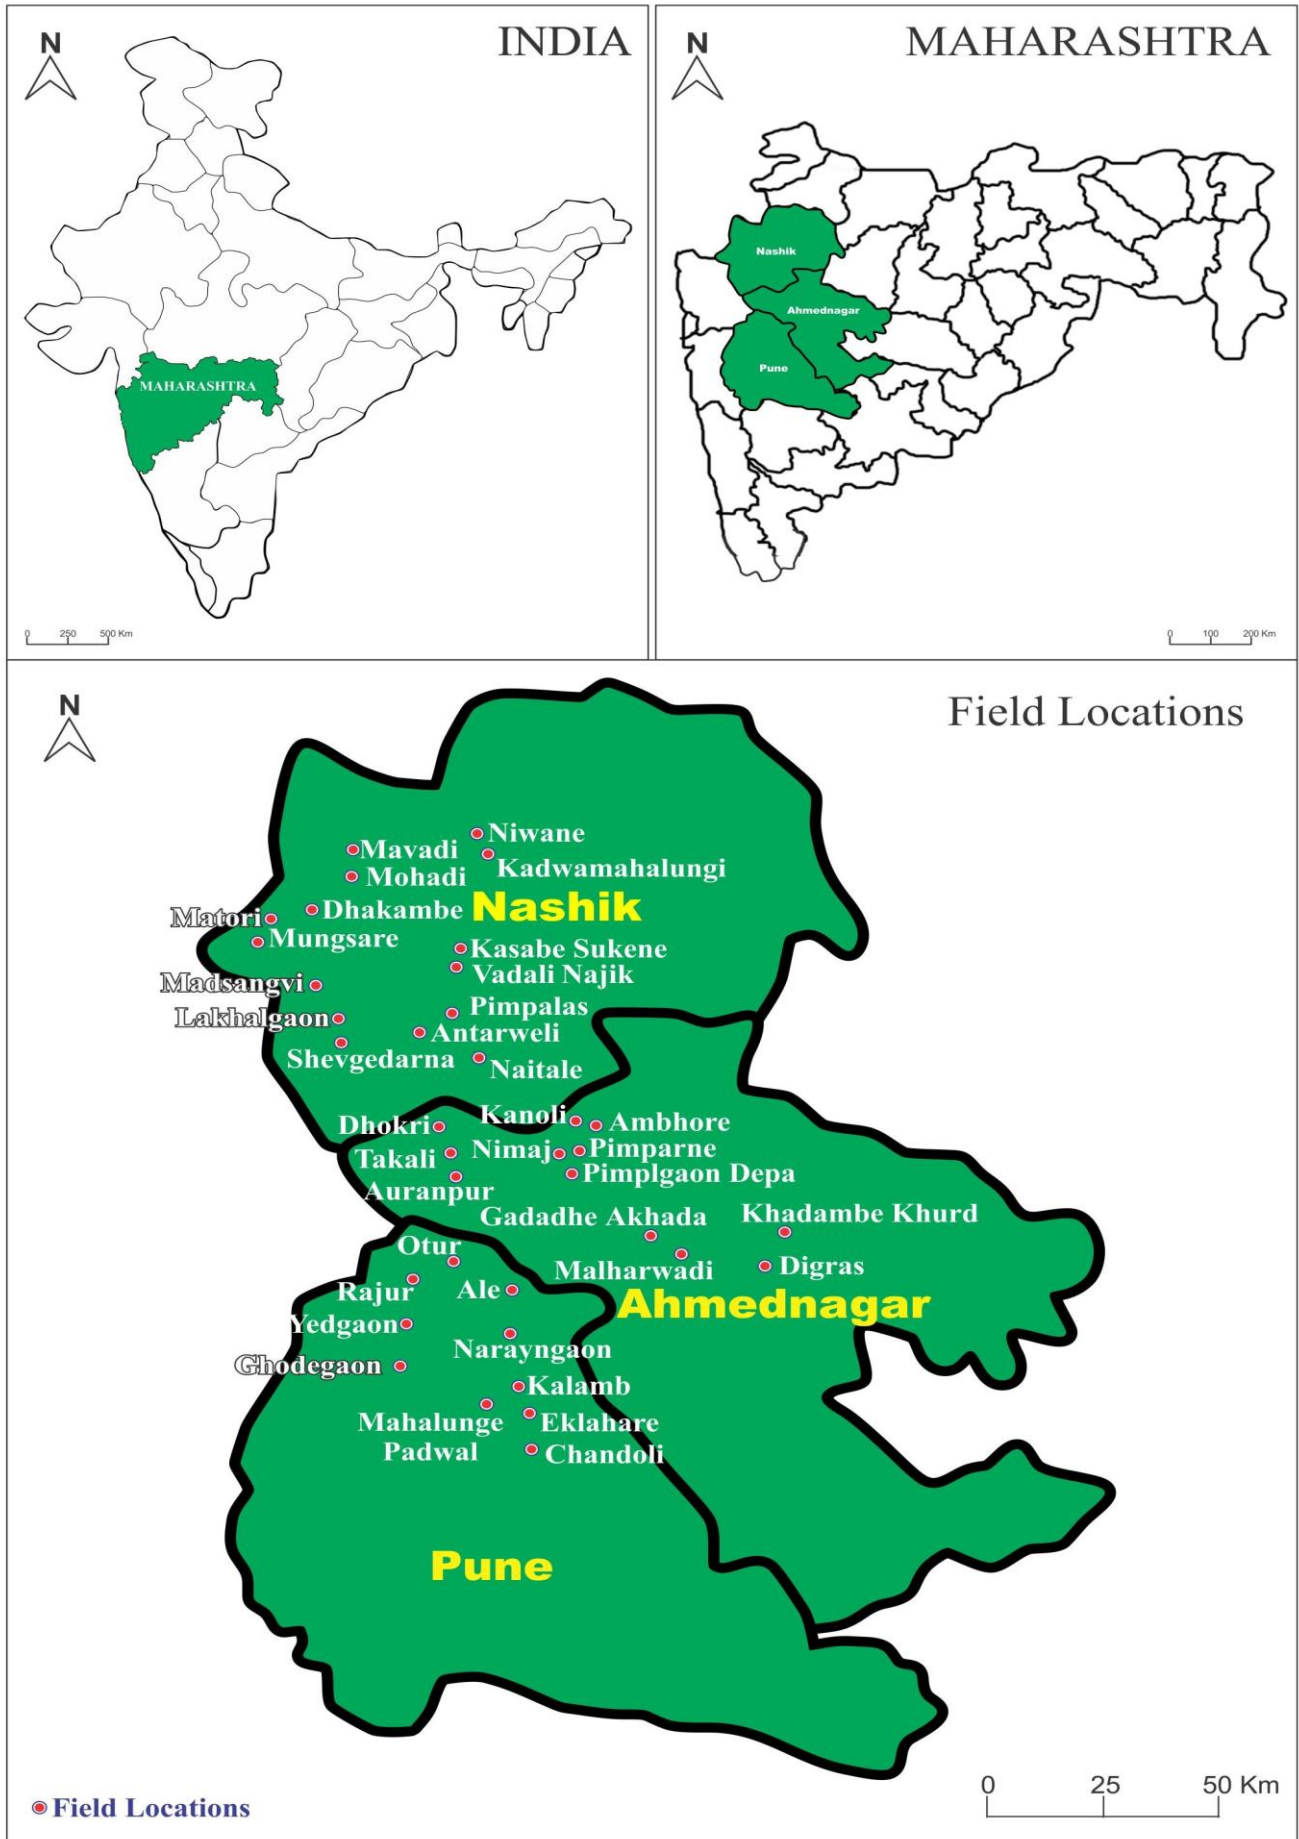 N
INDIA
MAHARASHTRA
0 250 500 Km
N
MAHARASHTRA
Nashik
Ahmednagar
Pune
0 100 200 Km
N
Field Locations
Niwane
Mavadi
Kadwamahalungi
Mohadi
Nashik
Dhakambe
Matori
Mungsare
Kasabe Sukene
Vadali Najik
Madsangvi
Pimpalas
Lakhalgaon
Antarweli
Shevgedarna
Naitale
Kanoli
Dhokri
Ambhore
Nimaj
Pimparne
Takali
Pimplgaon Depa
Auranpur
Gadadhe Akhada
Khadambe Khurd
Otur
Malharwadi
Digras
Rajur
Ale
Ahmednagar
Yedgaon
Narayngaon
Ghodegaon
Kalamb
Mahalunge
Padwal
Eklahare
Chandoli
Pune
0 25 50 Km
Field Locations